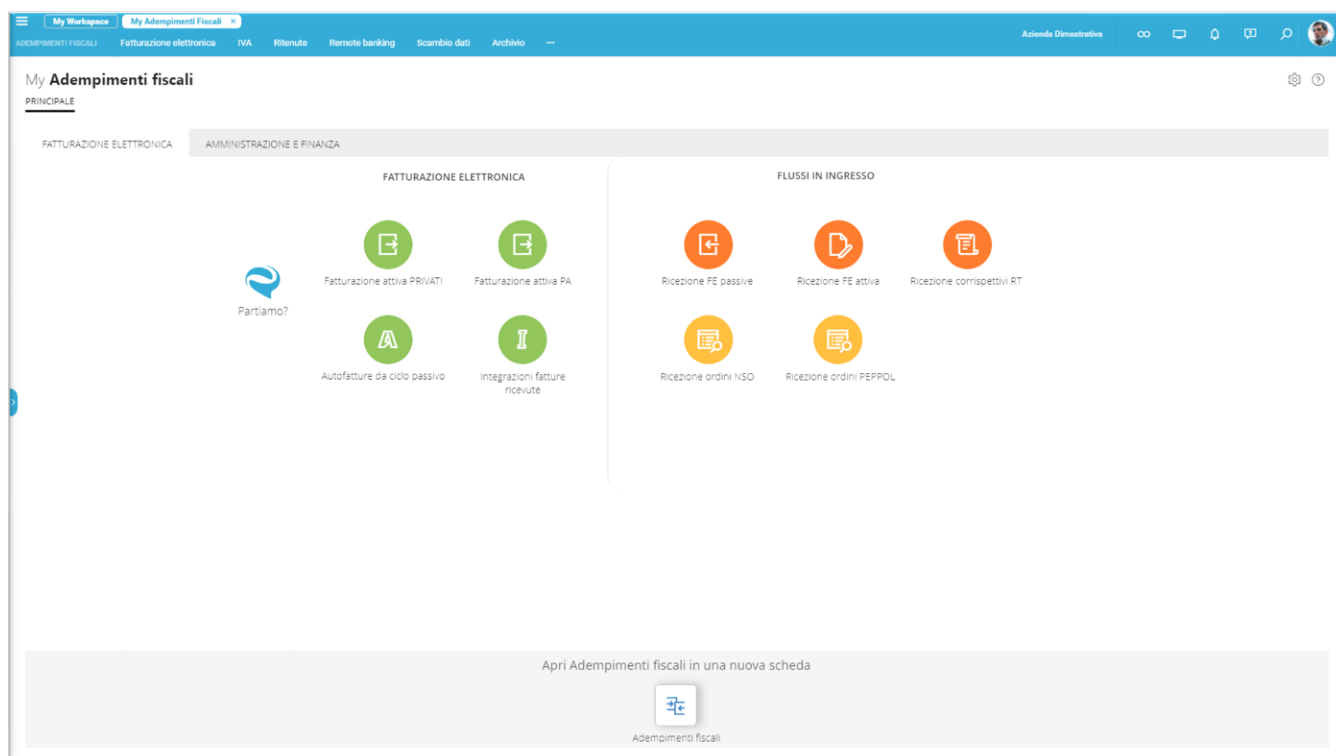 My Workspace
My Adempimenti Fiscali ×
ADEMPIMENTI FISCALI Fatturazione elettronica IVA Ritenute Remote banking Scambio dati Archivio ···
Azienda Dimostrativa
My Adempimenti fiscali
PRINCIPALE
FATTURAZIONE ELETTRONICA
AMMINISTRAZIONE E FINANZA
FATTURAZIONE ELETTRONICA
Partiamo?
Fatturazione attiva PRIVATI
Fatturazione attiva PA
Autofatture da ciclo passivo
Integrazioni fatture
ricevute
FLUSSI IN INGRESSO
Ricezione FE passive
Ricezione FE attiva
Ricezione corrispettivi RT
Ricezione ordini NSO
Ricezione ordini PEPPOL
Apri Adempimenti fiscali in una nuova scheda
Adempimenti fiscali